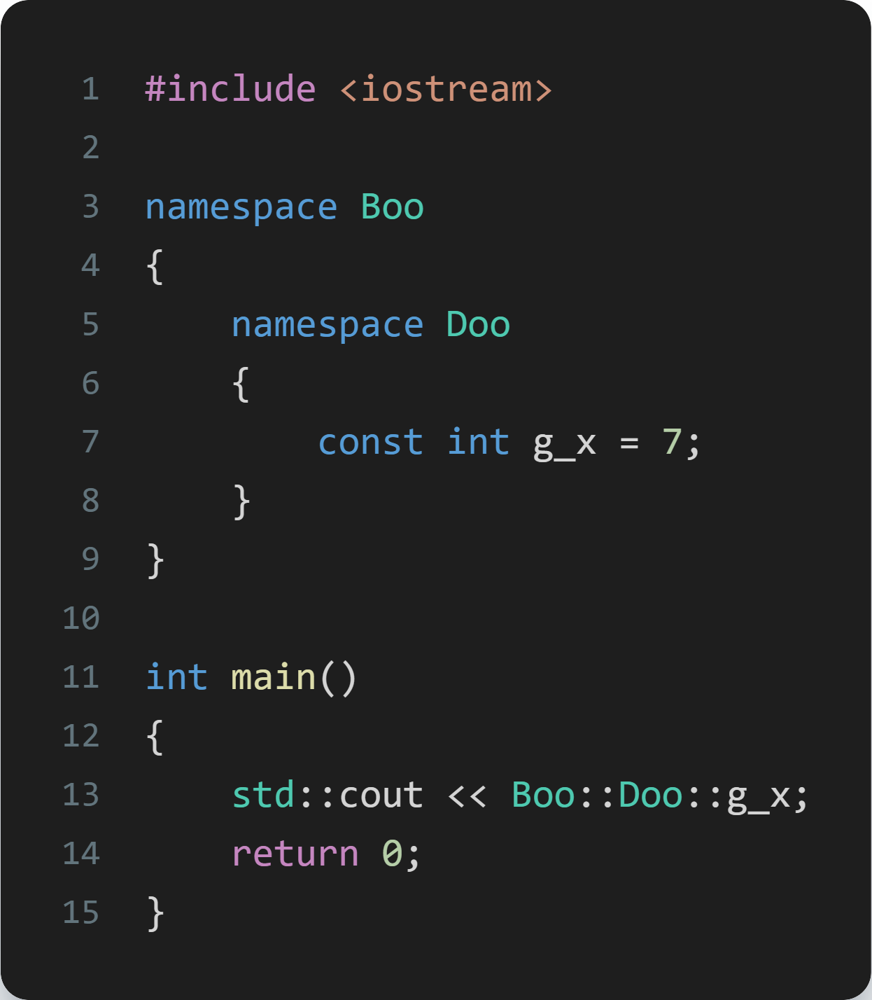 1 #include <iostream>
2
3 namespace Boo
4 {
5     namespace Doo
6     {
7         const int g_x = 7;
8     }
9 }
10
11 int main()
12 {
13     std::cout << Boo::Doo::g_x;
14     return 0;
15 }